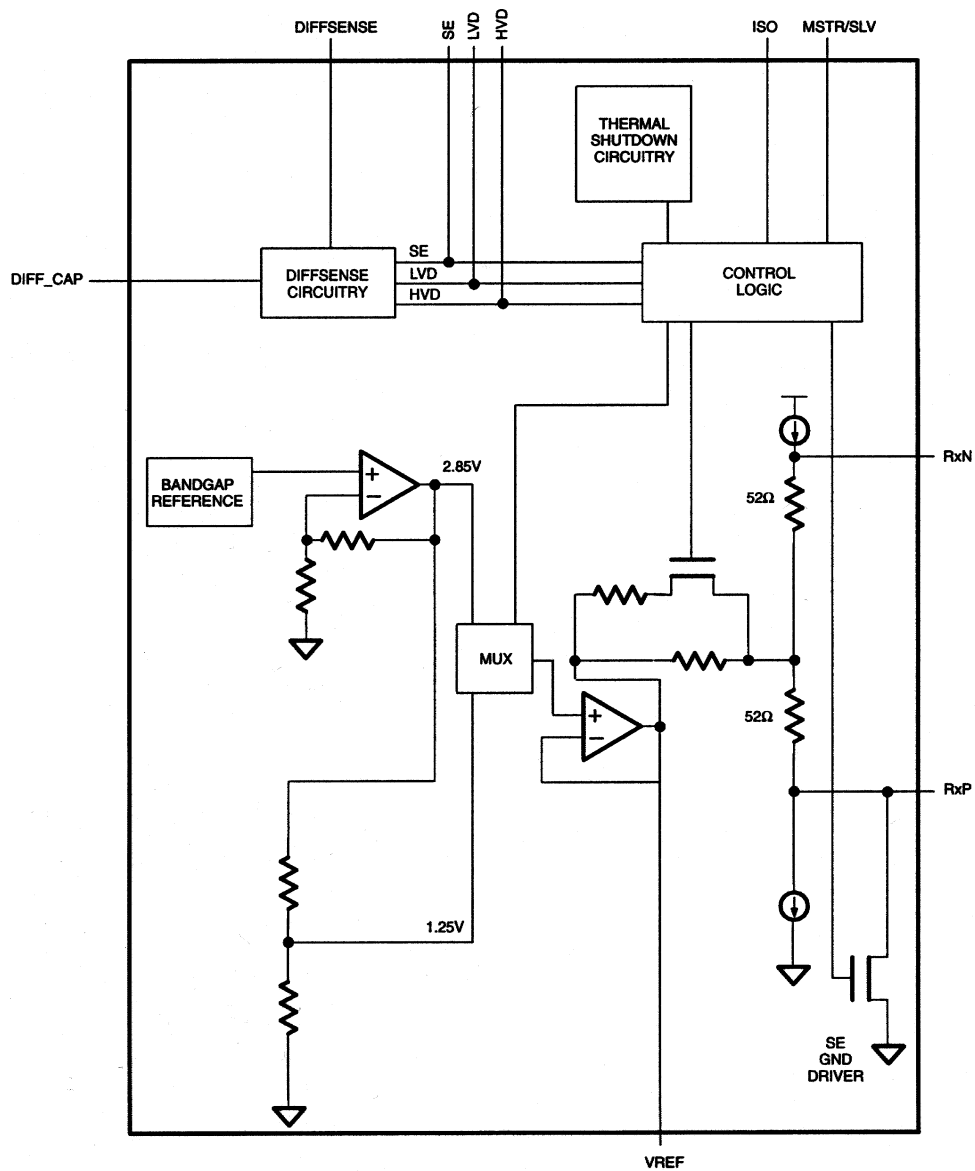 DIFFSENSE
SE
LVD
HVD
ISO
MSTR/SLV
THERMAL
SHUTDOWN
CIRCUITRY
DIFF_CAP
DIFFSENSE
CIRCUITRY
SE
LVD
HVD
CONTROL
LOGIC
RxN
52Ω
BANDGAP
REFERENCE
+
−
2.85V
MUX
+
−
52Ω
RxP
1.25V
SE
GND
DRIVER
VREF